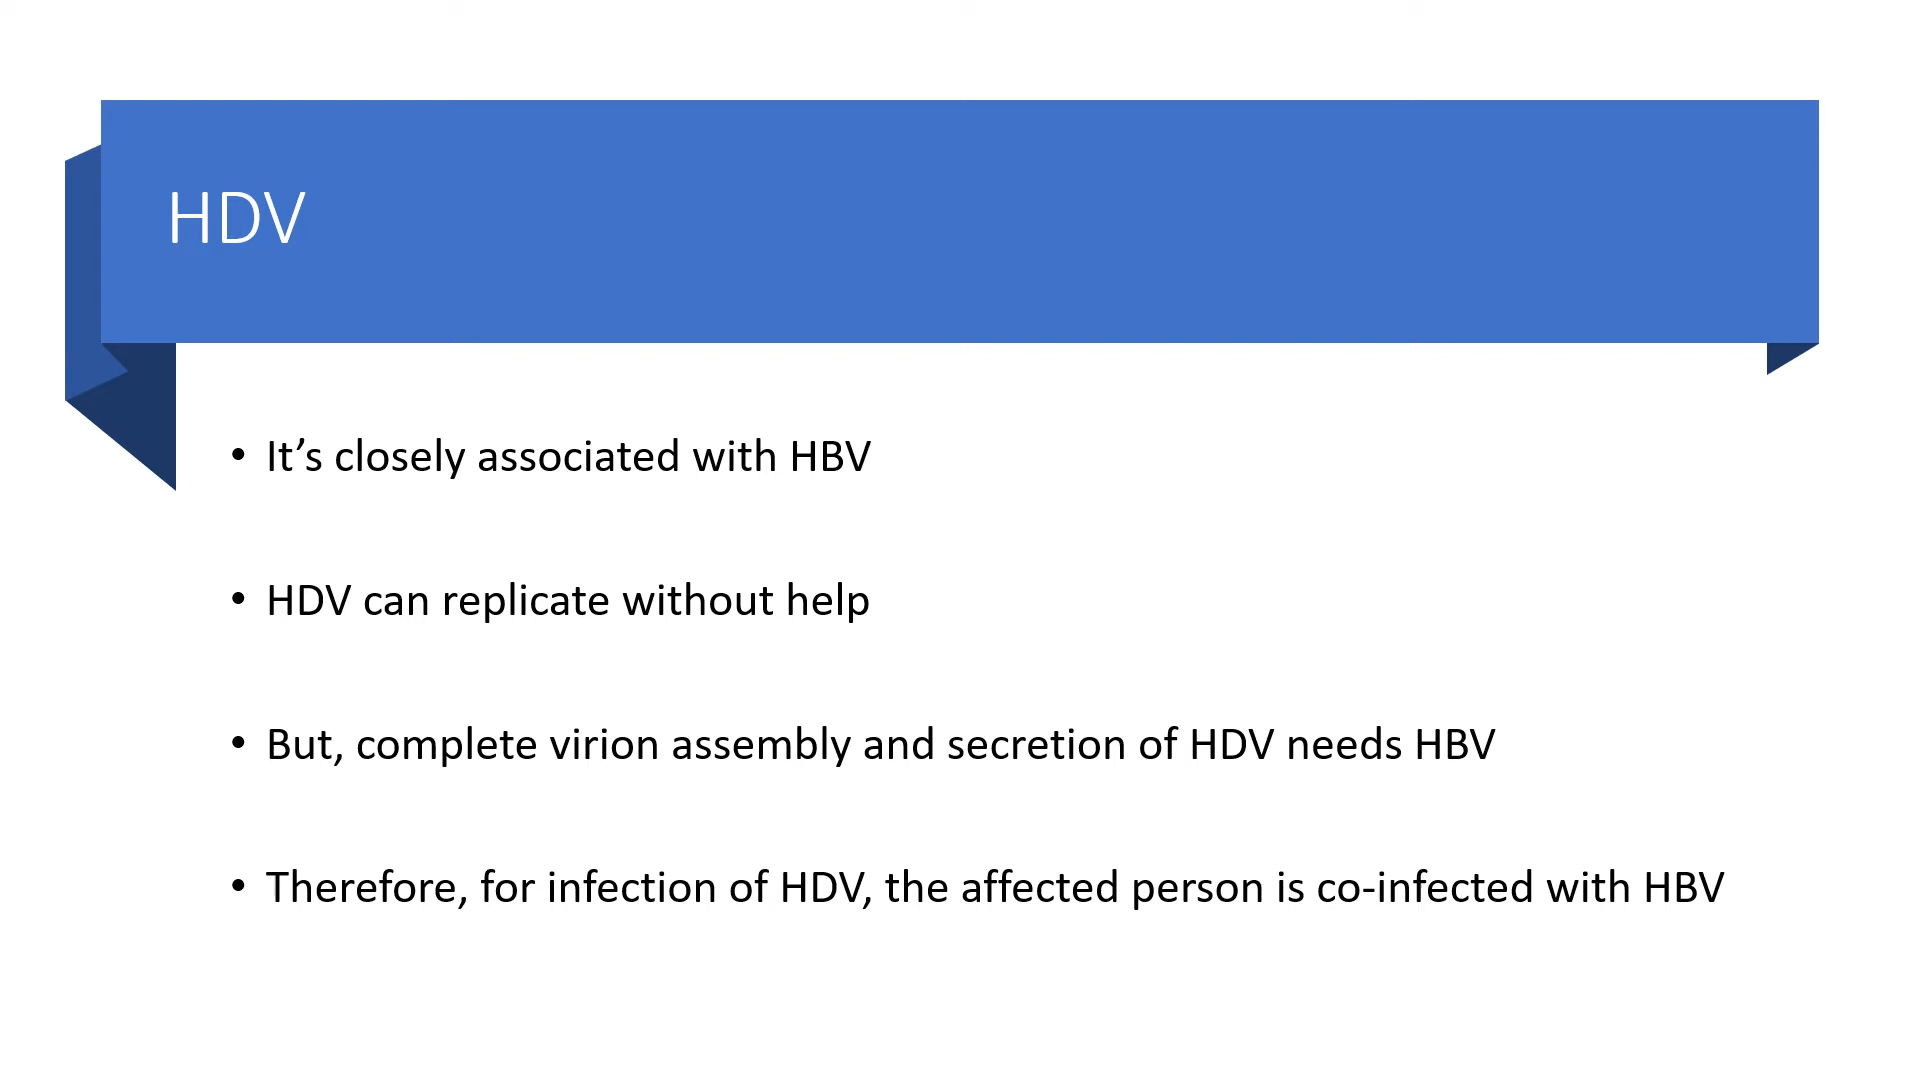 HDV
• It’s closely associated with HBV
• HDV can replicate without help
• But, complete virion assembly and secretion of HDV needs HBV
• Therefore, for infection of HDV, the affected person is co-infected with HBV